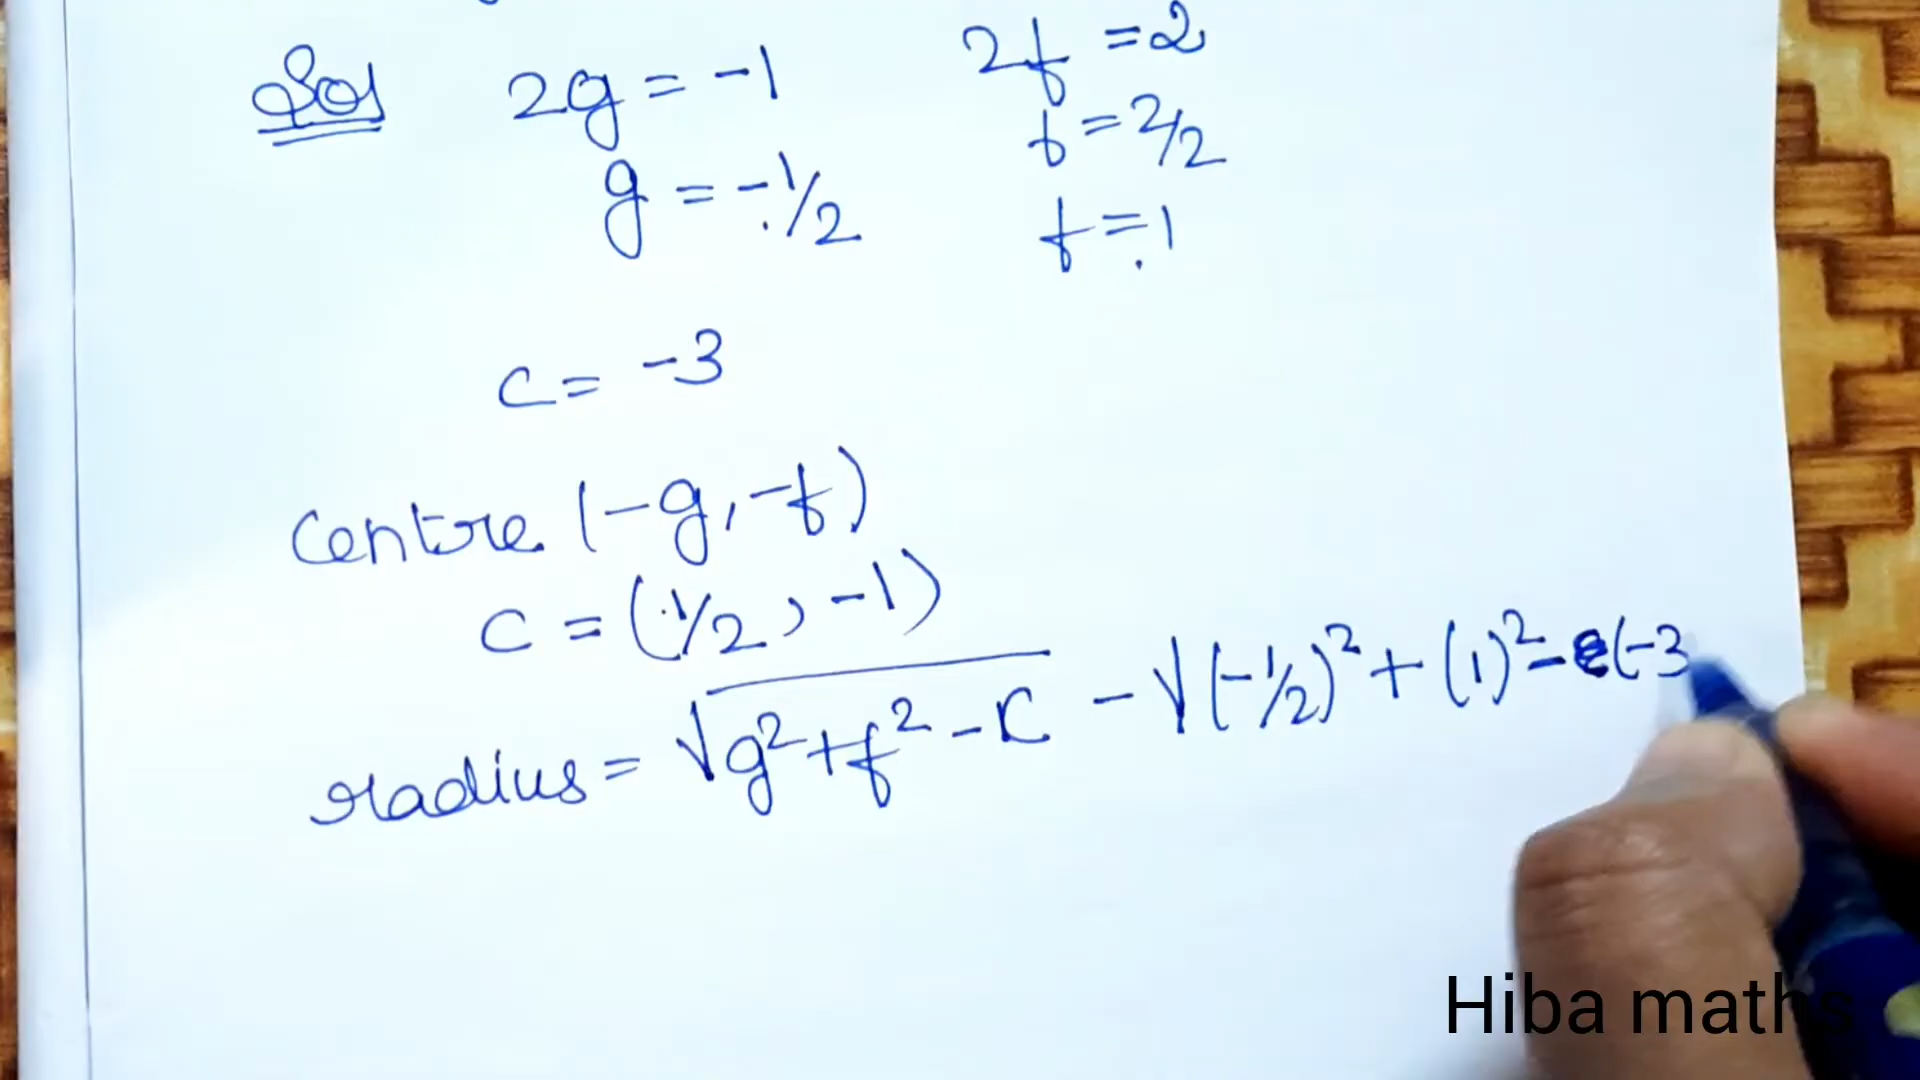 Sol 2g = -1 2f = 2
g = -1/2 f = 2/2
f = 1
c = -3
Centre (-g, -f)
c = (1/2, -1)
radius = √g²+f²-c - √(-1/2)² + (1)² - (-3
Hiba maths